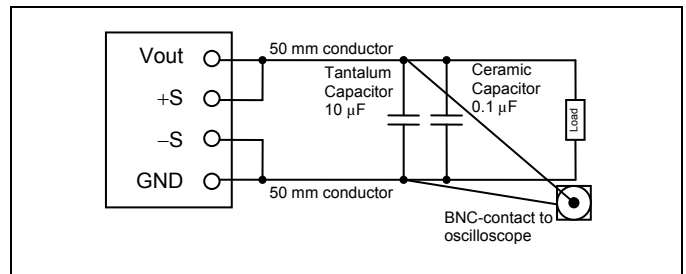 Vout
+S
−S
GND
50 mm conductor
Tantalum
Capacitor
10 μF
Ceramic
Capacitor
0.1 μF
Load
50 mm conductor
BNC-contact to
oscilloscope